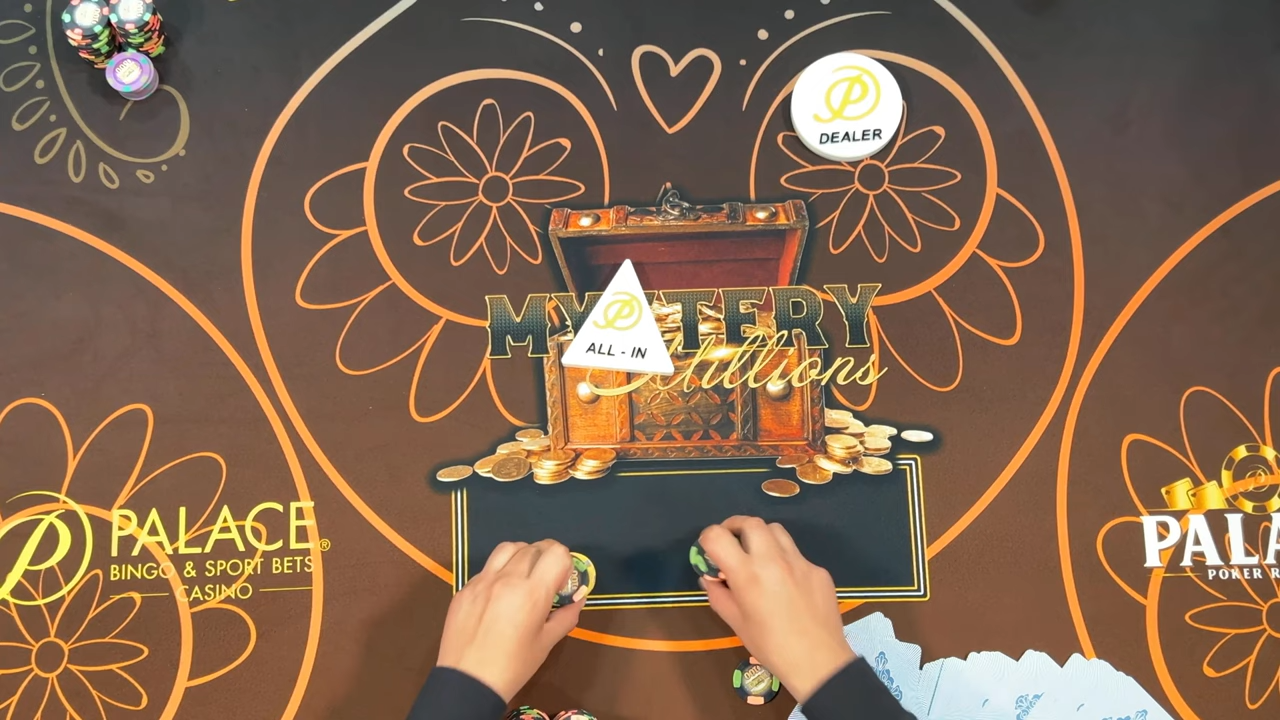 DEALER
MYSTERY
ALL - IN
Millions
PALACE®
BINGO & SPORT BETS
CASINO
PALA
POKER R